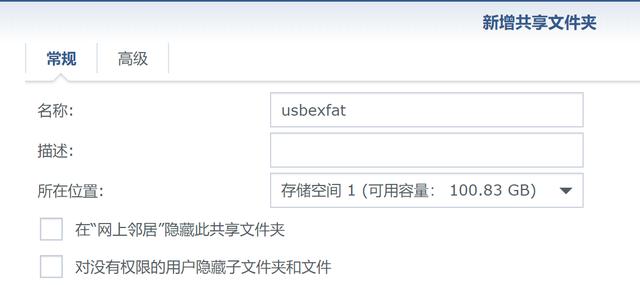 新增共享文件夹
常规 高级
名称: usbexfat
描述:
所在位置: 存储空间 1 (可用容量： 100.83 GB)
在“网上邻居”隐藏此共享文件夹
对没有权限的用户隐藏子文件夹和文件